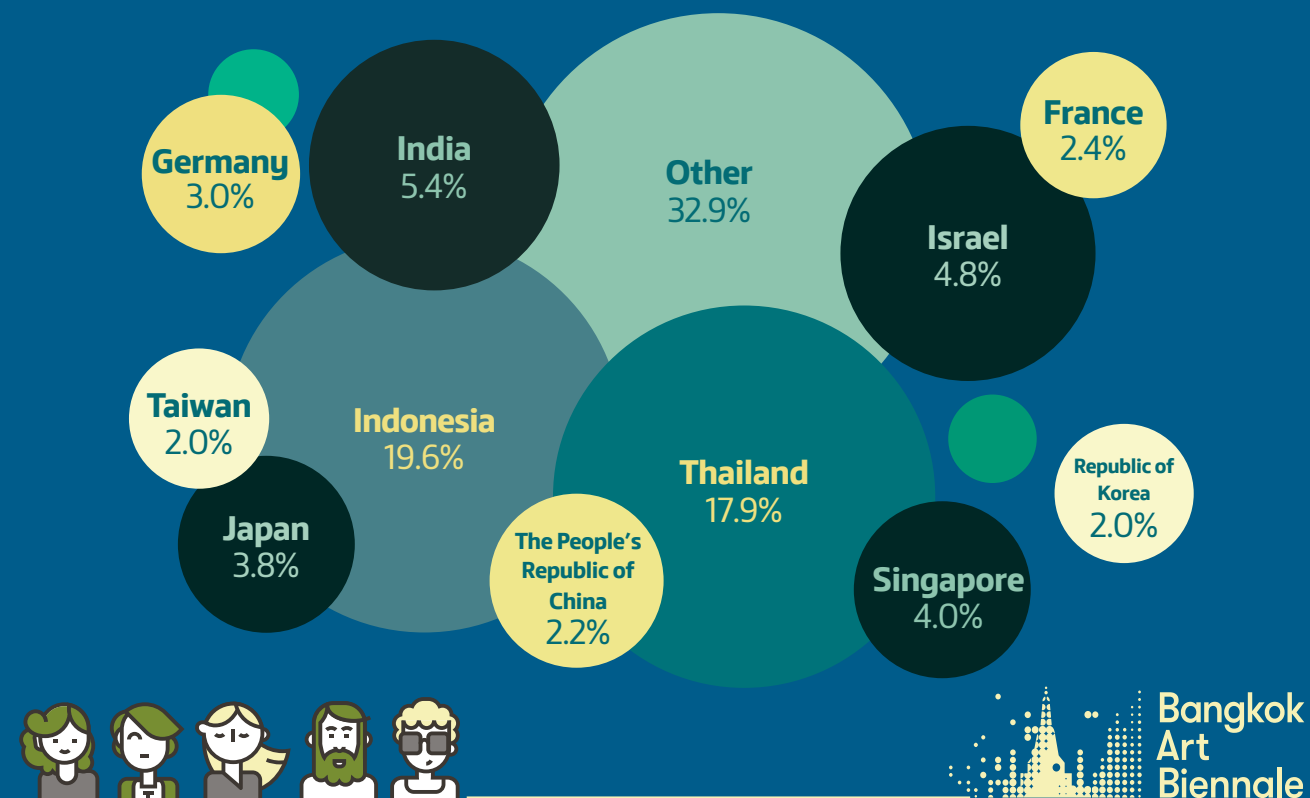 Germany
3.0%
India
5.4%
Other
32.9%
France
2.4%
Israel
4.8%
Taiwan
2.0%
Indonesia
19.6%
Thailand
17.9%
Republic of
Korea
2.0%
Japan
3.8%
The People's
Republic of
China
2.2%
Singapore
4.0%
Bangkok
Art
Biennale